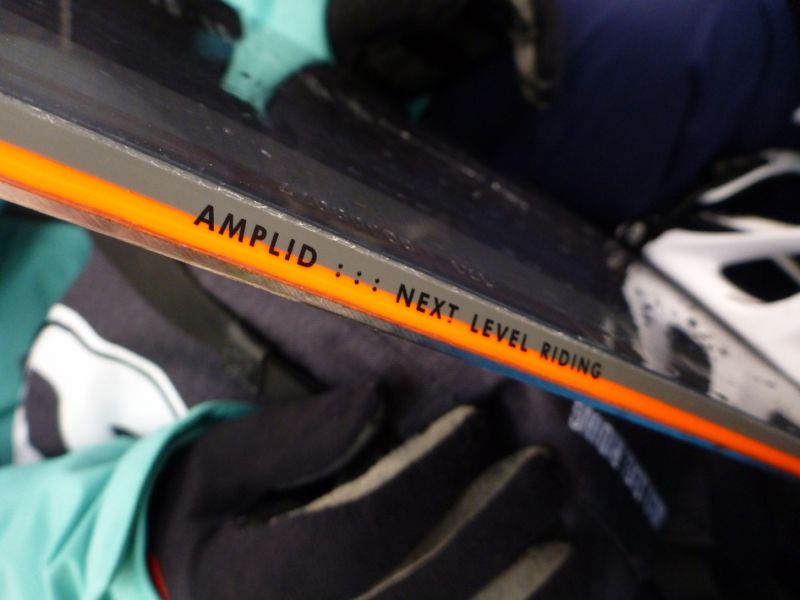 AMPLID ::: NEXT LEVEL RIDING